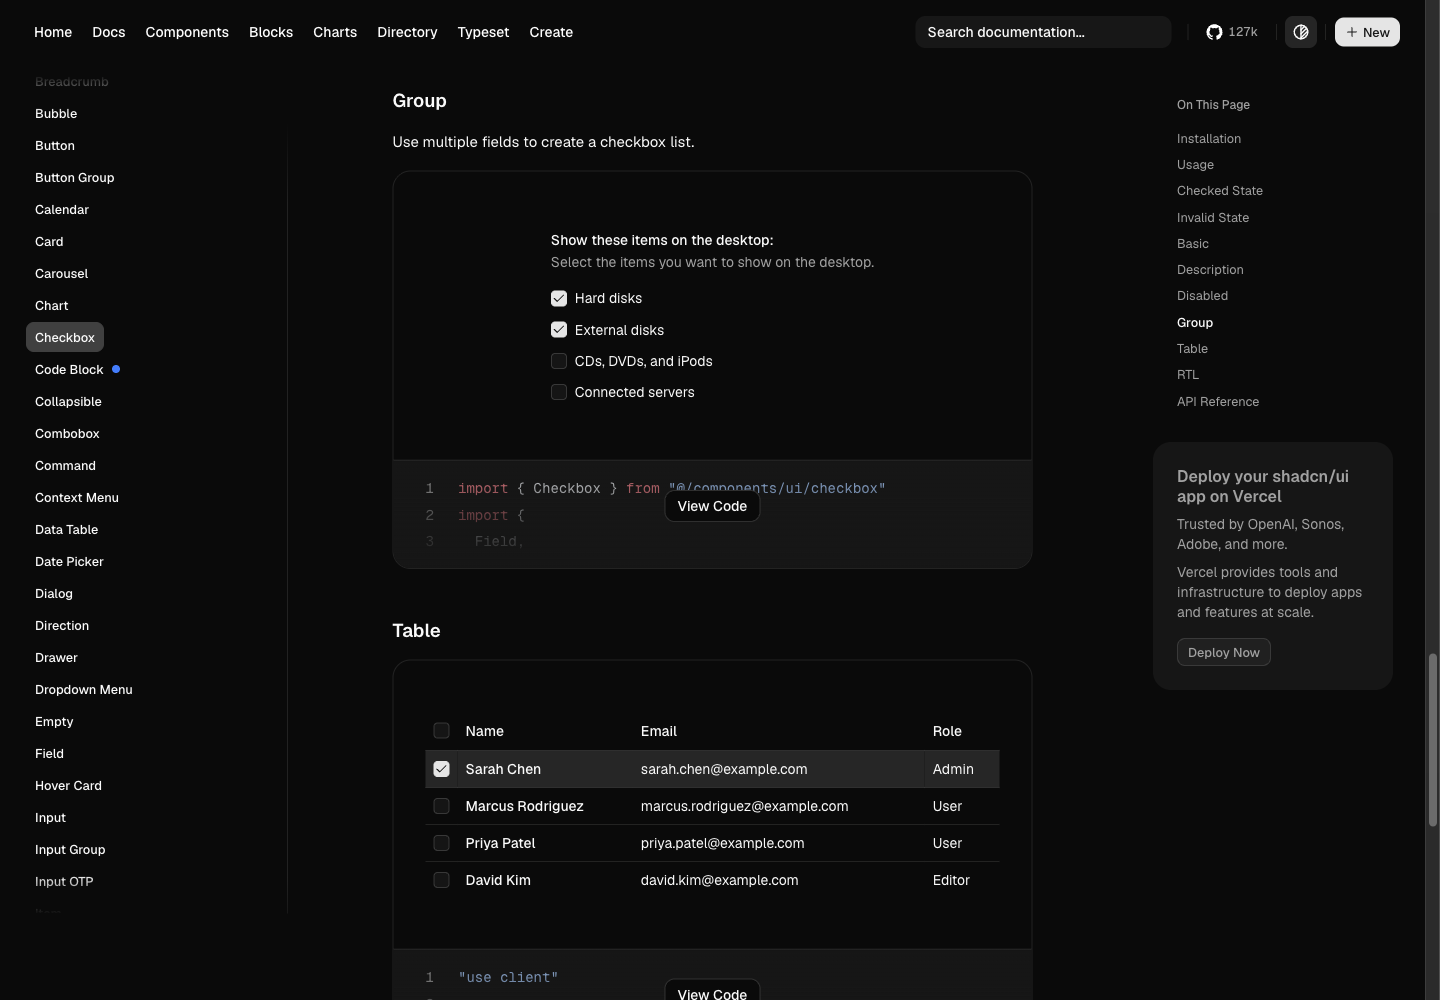 Home Docs Components Blocks Charts Directory Typeset Create
Search documentation...
127k
New
Breadcrumb
Bubble
Button
Button Group
Calendar
Card
Carousel
Chart
Checkbox
Code Block
Collapsible
Combobox
Command
Context Menu
Data Table
Date Picker
Dialog
Direction
Drawer
Dropdown Menu
Empty
Field
Hover Card
Input
Input Group
Input OTP
Group
Use multiple fields to create a checkbox list.
Show these items on the desktop:
Select the items you want to show on the desktop.
Hard disks
External disks
CDs, DVDs, and iPods
Connected servers
1 import { Checkbox } from "@/components/ui/checkbox"
2 import {
3 Field,
View Code
Table
Name Email Role
Sarah Chen sarah.chen@example.com Admin
Marcus Rodriguez marcus.rodriguez@example.com User
Priya Patel priya.patel@example.com User
David Kim david.kim@example.com Editor
1 "use client"
View Code
On This Page
Installation
Usage
Checked State
Invalid State
Basic
Description
Disabled
Group
Table
RTL
API Reference
Deploy your shadcn/ui
app on Vercel
Trusted by OpenAI, Sonos,
Adobe, and more.
Vercel provides tools and
infrastructure to deploy apps
and features at scale.
Deploy Now